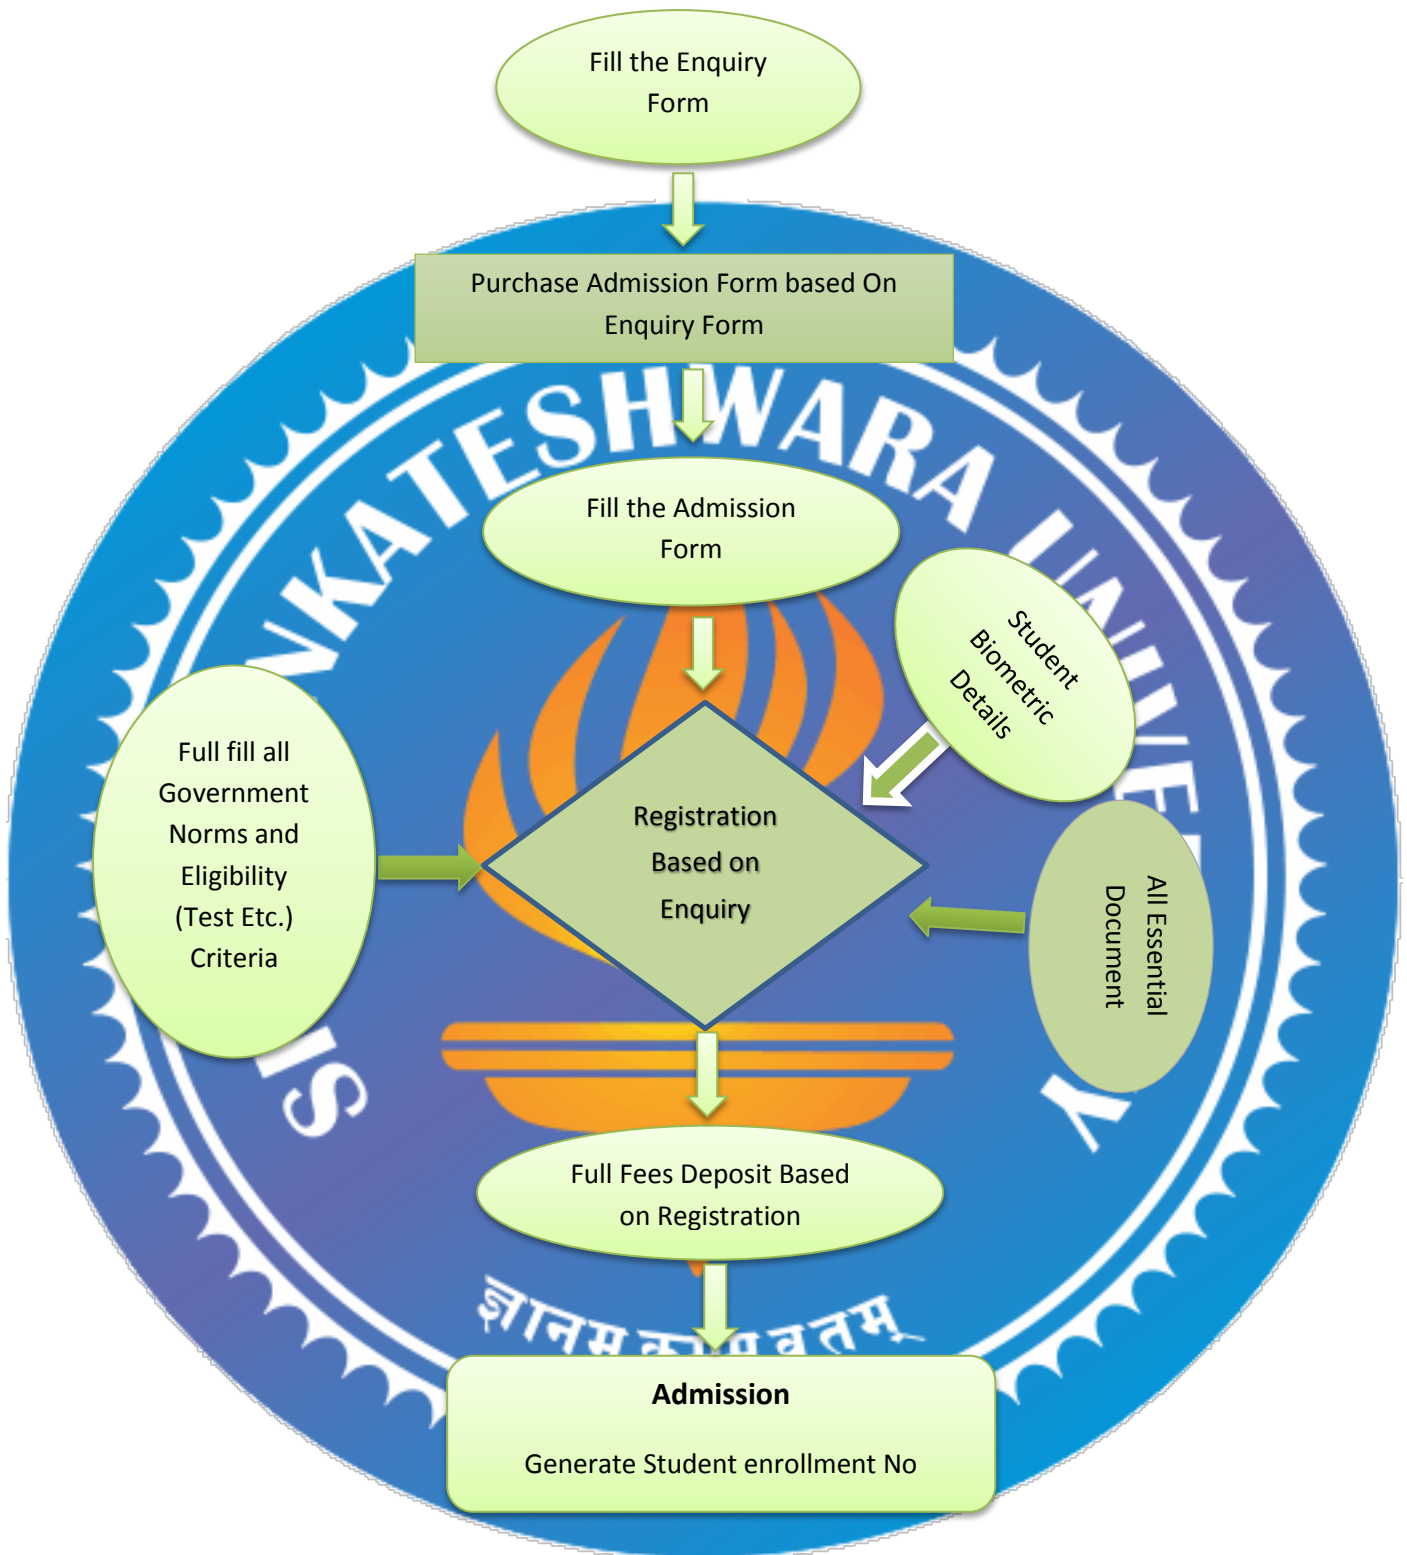 Fill the Enquiry
Form
Purchase Admission Form based On
Enquiry Form
Fill the Admission
Form
Student
Biometric
Details
Full fill all
Government
Norms and
Eligibility
(Test Etc.)
Criteria
Registration
Based on
Enquiry
All Essential
Document
Full Fees Deposit Based
on Registration
Admission
Generate Student enrollment No
NKATESHWARA UNIVE
Y